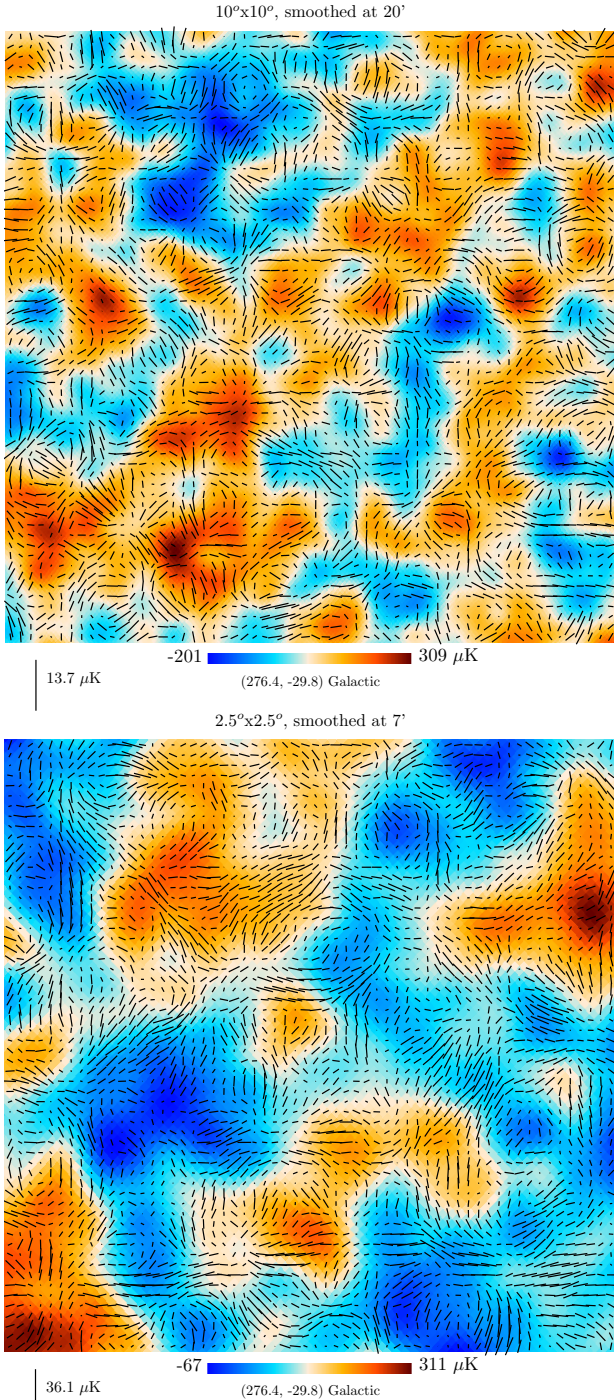 10°x10°, smoothed at 20'
-201 309 μK
13.7 μK
(276.4, -29.8) Galactic
2.5°x2.5°, smoothed at 7'
-67 311 μK
36.1 μK
(276.4, -29.8) Galactic